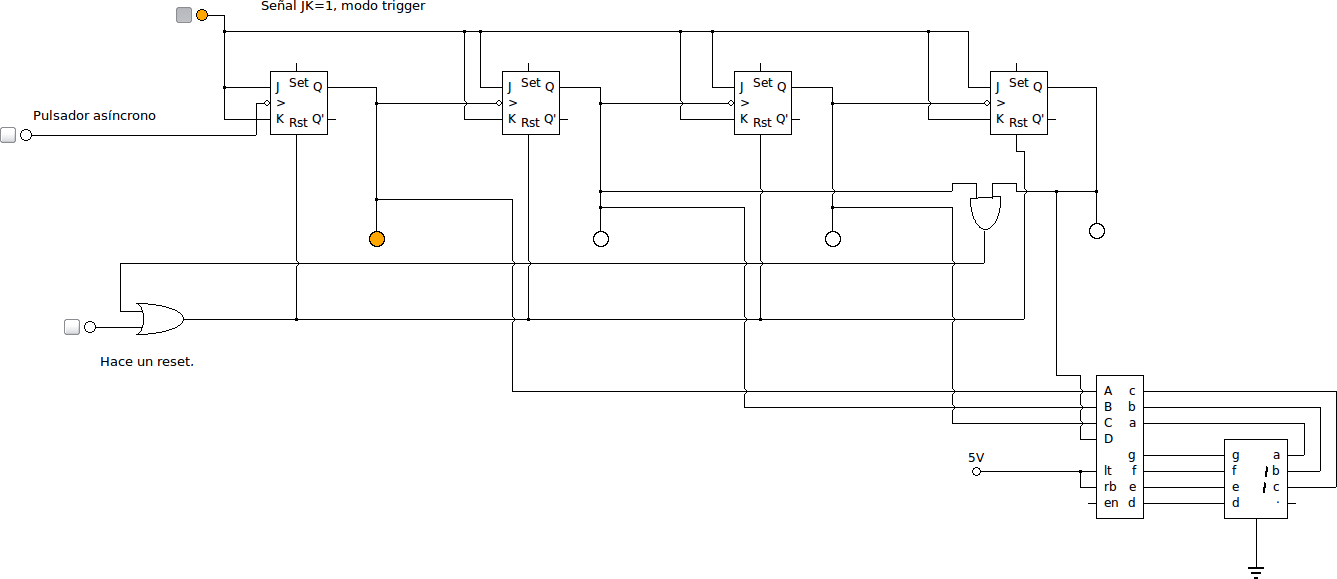 Señal JK=1, modo trigger
J Set Q
>
K Rst Q'
J Set Q
>
K Rst Q'
J Set Q
>
K Rst Q'
J Set Q
>
K Rst Q'
Pulsador asíncrono
Hace un reset.
5V
A c
B b
C a
D
g
lt f
rb e
en d
g a
f b
e c
d .